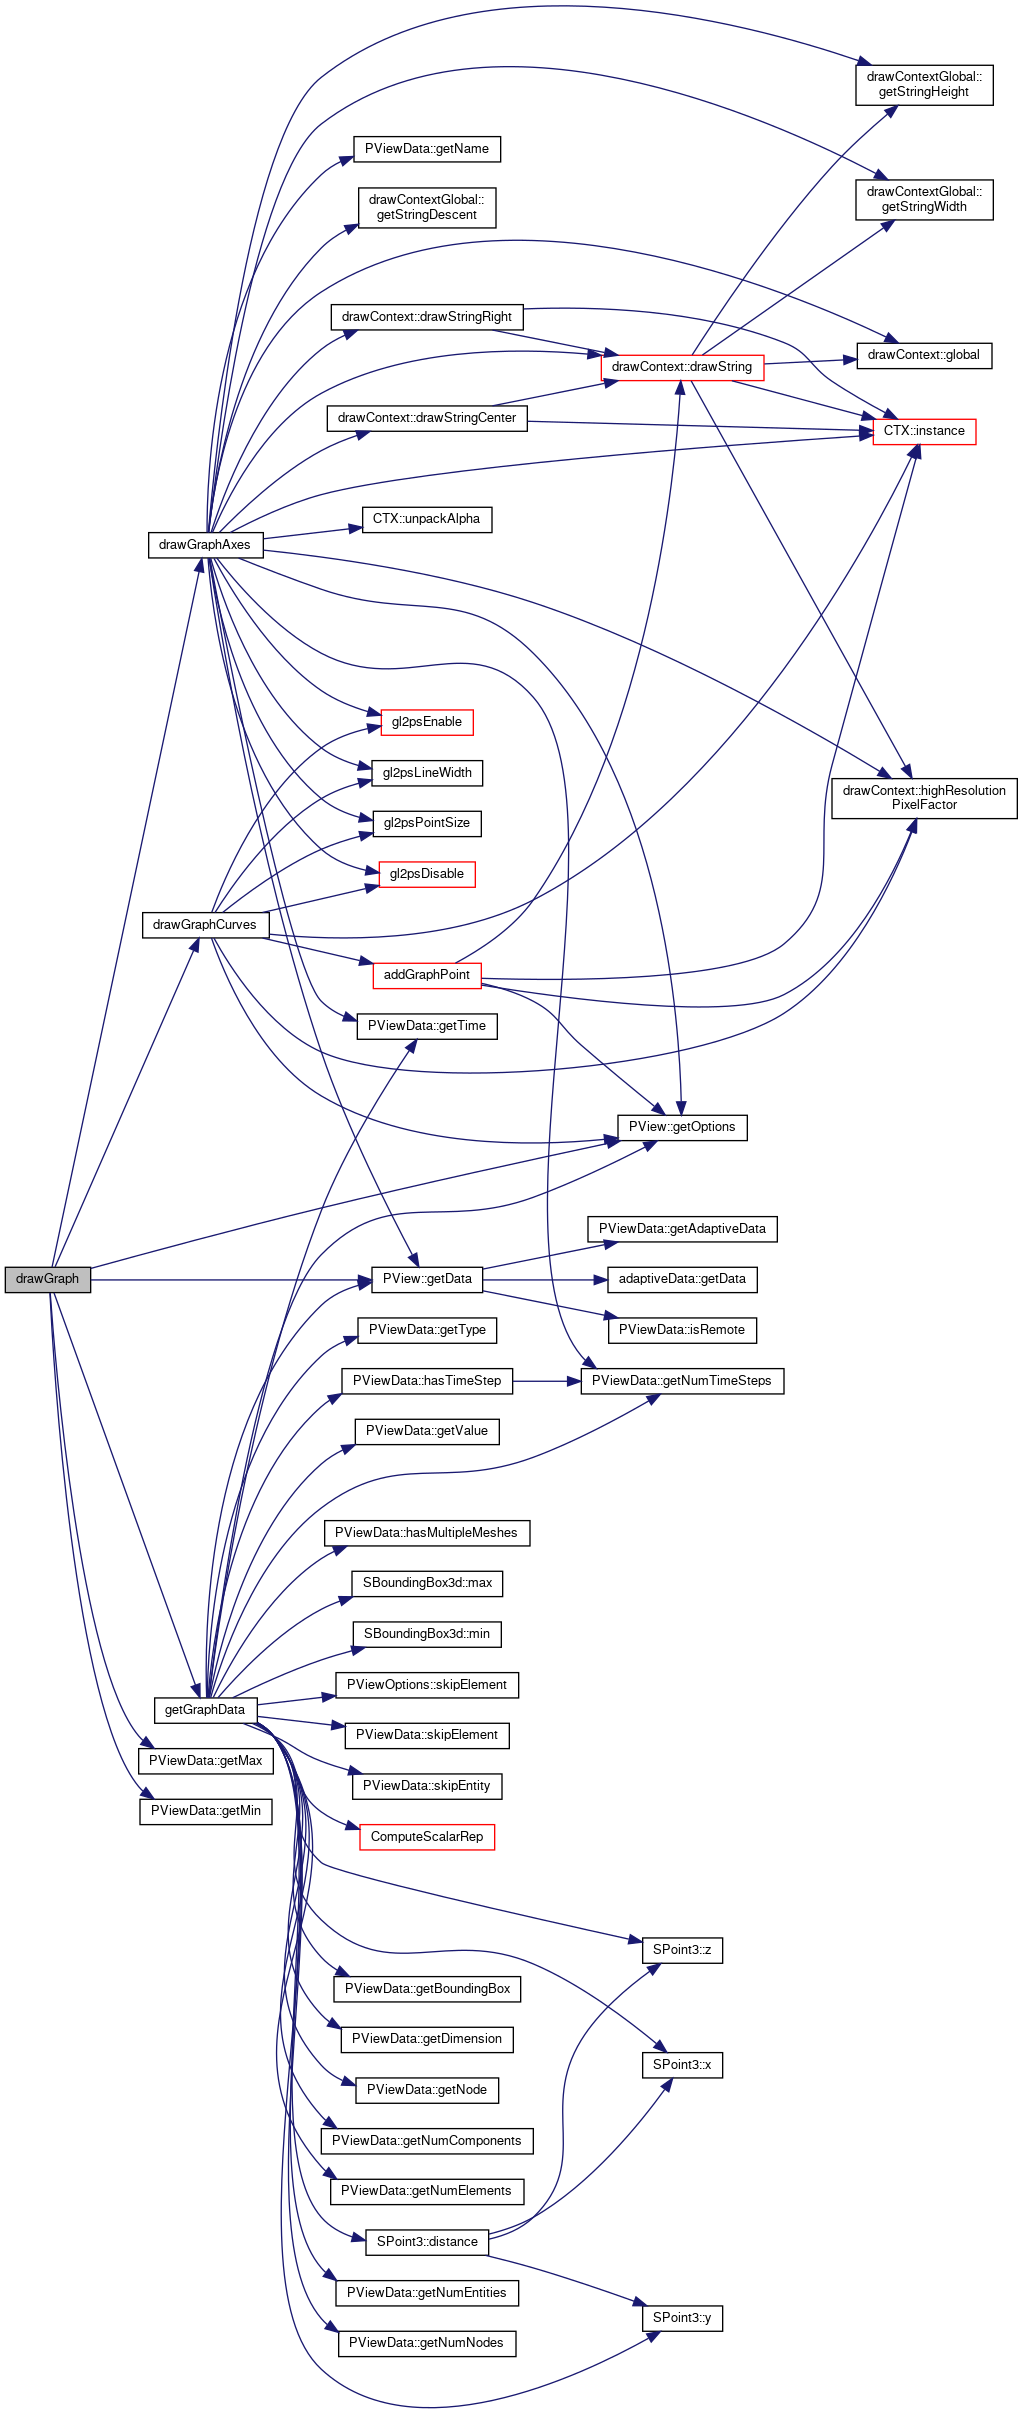 drawContextGlobal::
getStringHeight
PViewData::getName
drawContextGlobal::
getStringWidth
drawContextGlobal::
getStringDescent
drawContext::drawStringRight
drawContext::global
drawContext::drawString
drawContext::drawStringCenter
CTX::instance
CTX::unpackAlpha
drawGraphAxes
gl2psEnable
gl2psLineWidth
drawContext::highResolution
PixelFactor
gl2psPointSize
gl2psDisable
drawGraphCurves
addGraphPoint
PViewData::getTime
PView::getOptions
PViewData::getAdaptiveData
drawGraph
PView::getData
adaptiveData::getData
PViewData::getType
PViewData::isRemote
PViewData::hasTimeStep
PViewData::getNumTimeSteps
PViewData::getValue
PViewData::hasMultipleMeshes
SBoundingBox3d::max
SBoundingBox3d::min
PViewOptions::skipElement
getGraphData
PViewData::skipElement
PViewData::getMax
PViewData::skipEntity
PViewData::getMin
ComputeScalarRep
SPoint3::z
PViewData::getBoundingBox
PViewData::getDimension
SPoint3::x
PViewData::getNode
PViewData::getNumComponents
PViewData::getNumElements
SPoint3::distance
PViewData::getNumEntities
SPoint3::y
PViewData::getNumNodes